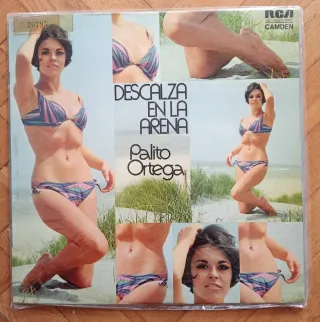 RCA
CAMDEN
DESCALZA
EN LA
ARENA
Palito
Ortega